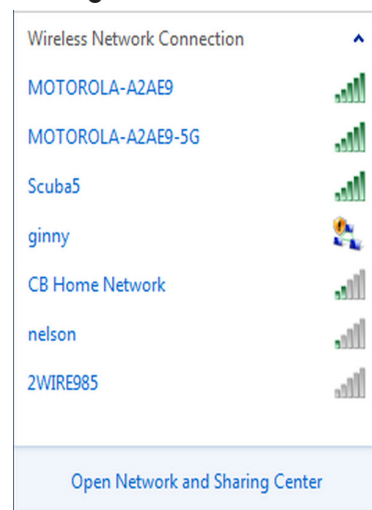 Wireless Network Connection
MOTOROLA-A2AE9
MOTOROLA-A2AE9-5G
Scuba5
ginny
CB Home Network
nelson
2WIRE985
Open Network and Sharing Center